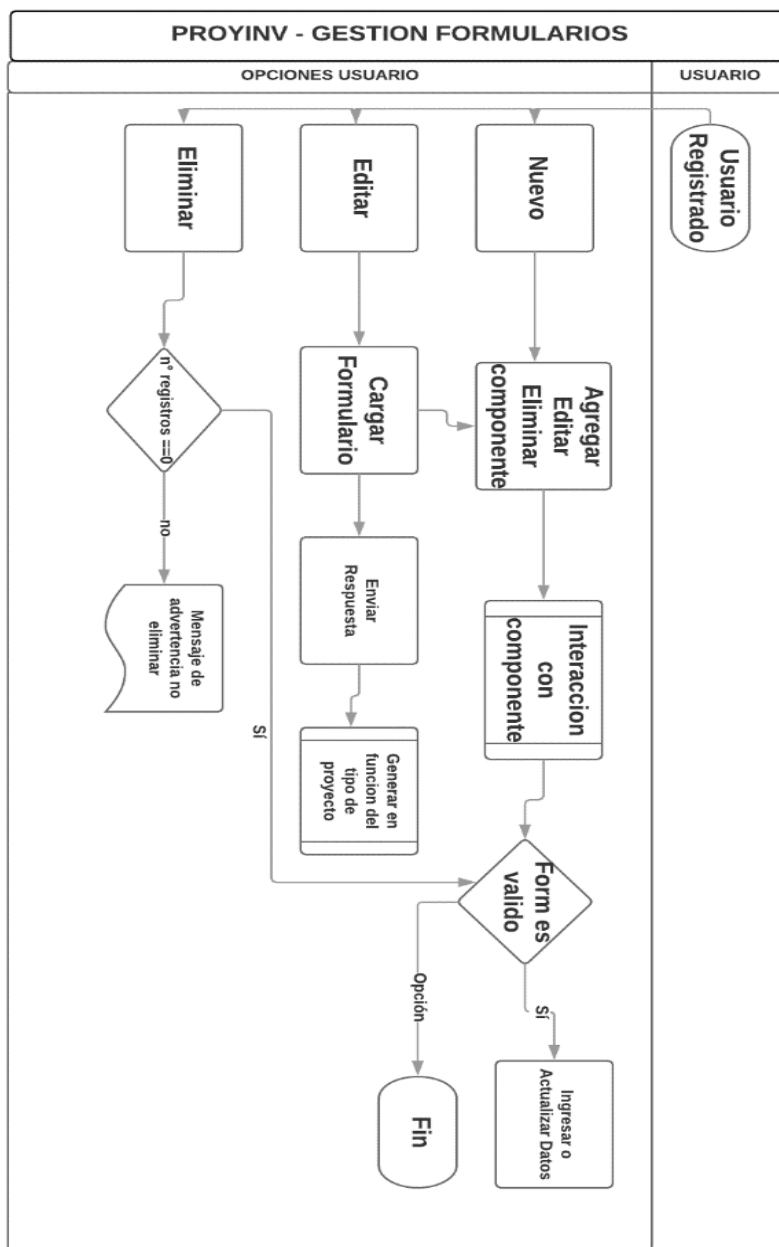 PROYINV - GESTION FORMULARIOS
OPCIONES USUARIO
USUARIO
Usuario
Registrado
Nuevo
Editar
Eliminar
Agregar
Editar
Eliminar
componente
Cargar
Formulario
n° registros ==0
Interaccion
con
componente
Enviar
Respuesta
no
Mensaje de
advertencia no
eliminar
Generar en
funcion del
tipo de
proyecto
Sí
Form es
valido
Sí
Opción
Ingresar o
Actualizar Datos
Fin